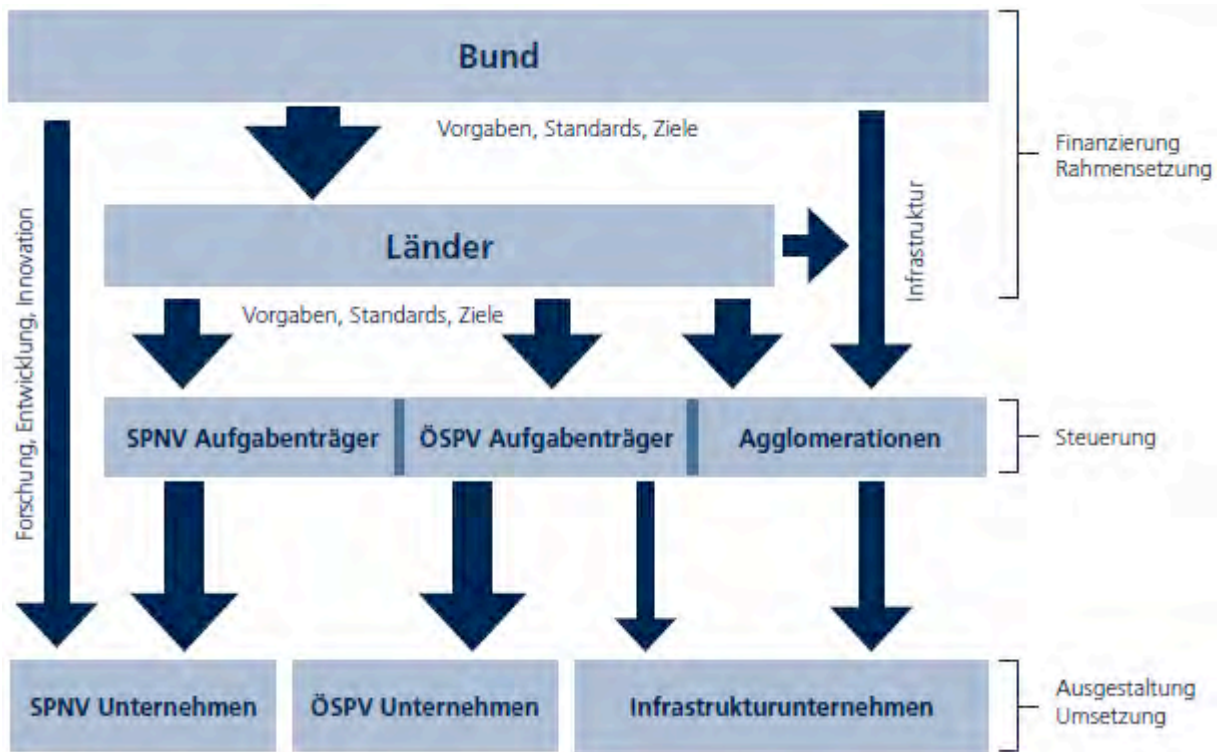 Bund
Vorgaben, Standards, Ziele
Finanzierung
Rahmensetzung
Forschung, Entwicklung, Innovation
Infrastruktur
Länder
Vorgaben, Standards, Ziele
SPNV Aufgabenträger
ÖSPV Aufgabenträger
Agglomerationen
Steuerung
SPNV Unternehmen
ÖSPV Unternehmen
Infrastrukturunternehmen
Ausgestaltung
Umsetzung